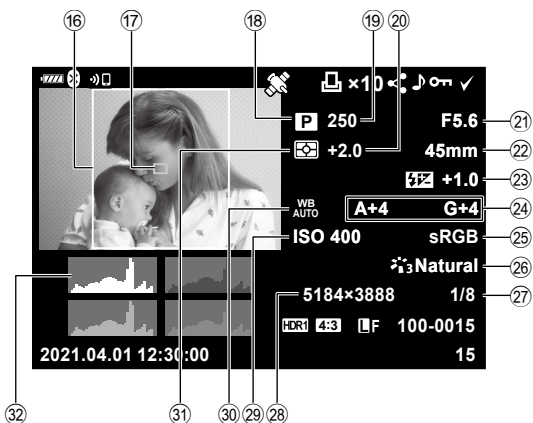 ⑯ ⑰ ⑱ ⑲ ⑳
×10
P 250 F5.6 ㉑
+2.0 45mm ㉒
+1.0 ㉓
WB AUTO A+4 G+4 ㉔
ISO 400 sRGB ㉕
3 Natural ㉖
5184×3888 1/8 ㉗
HDR1 4:3 L F 100-0015
2021.04.01 12:30:00 15
㉜ ㉛ ㉚ ㉙ ㉘